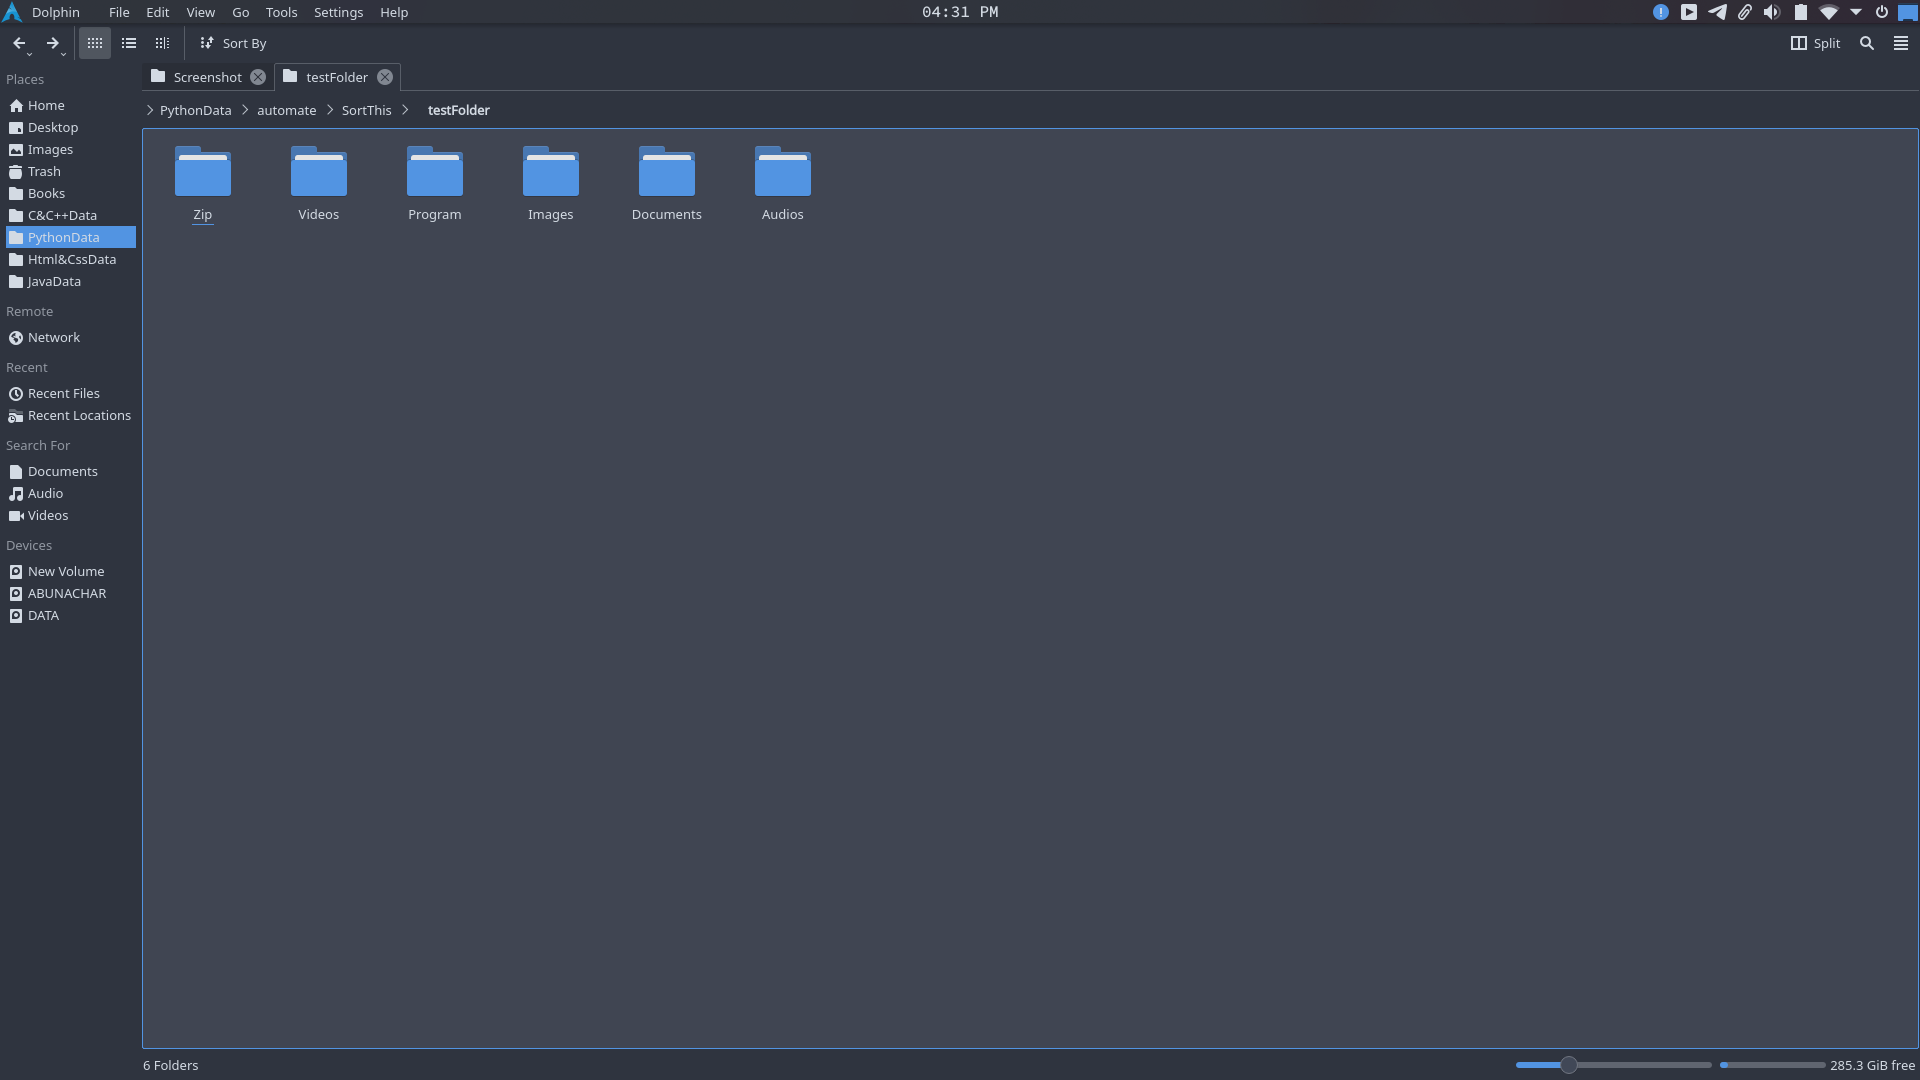 Dolphin File Edit View Go Tools Settings Help 04:31 PM
Sort By Split
Places
Home
Desktop
Images
Trash
Books
C&C++Data
PythonData
Html&CssData
JavaData
Remote
Network
Recent
Recent Files
Recent Locations
Search For
Documents
Audio
Videos
Devices
New Volume
ABUNACHAR
DATA
Screenshot testFolder
PythonData automate SortThis testFolder
Zip Videos Program Images Documents Audios
6 Folders 285.3 GiB free